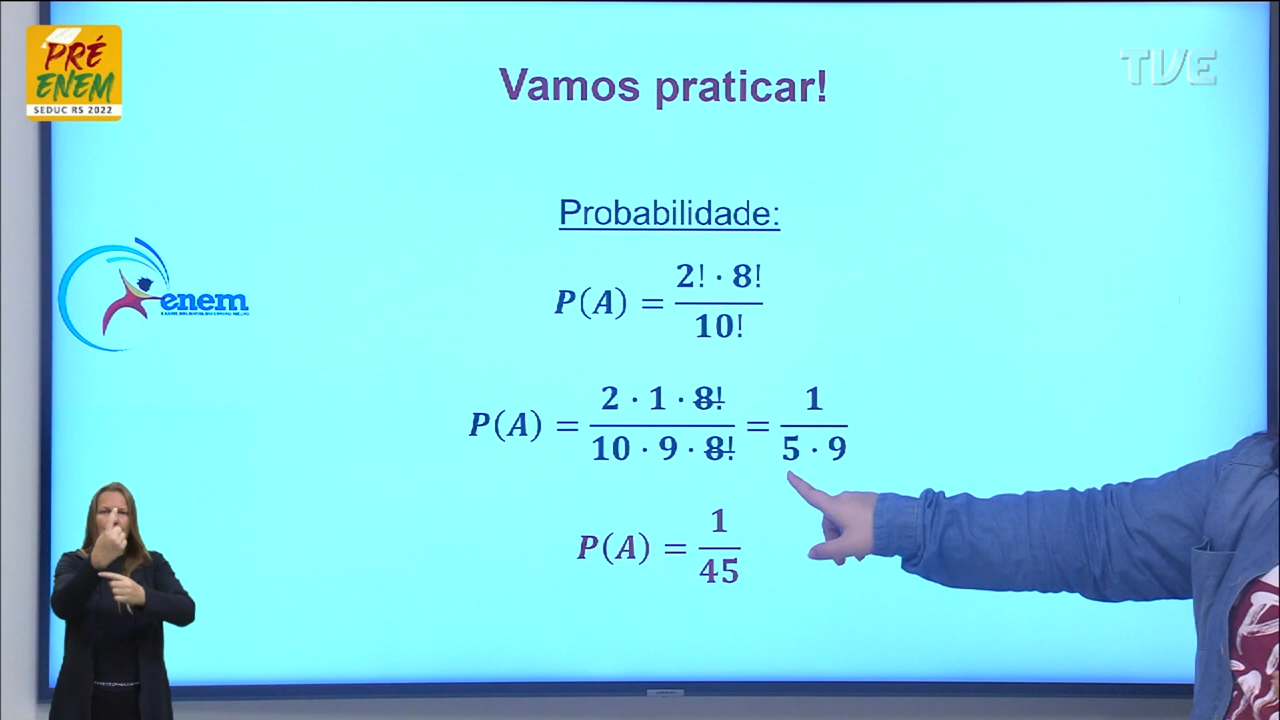 PRÉ
ENEM
SEDUC RS 2022
TVE
Vamos praticar!
Probabilidade:
P(A) = 2! · 8! / 10!
P(A) = 2 · 1 · 8! / 10 · 9 · 8! = 1 / 5 · 9
P(A) = 1 / 45
enem